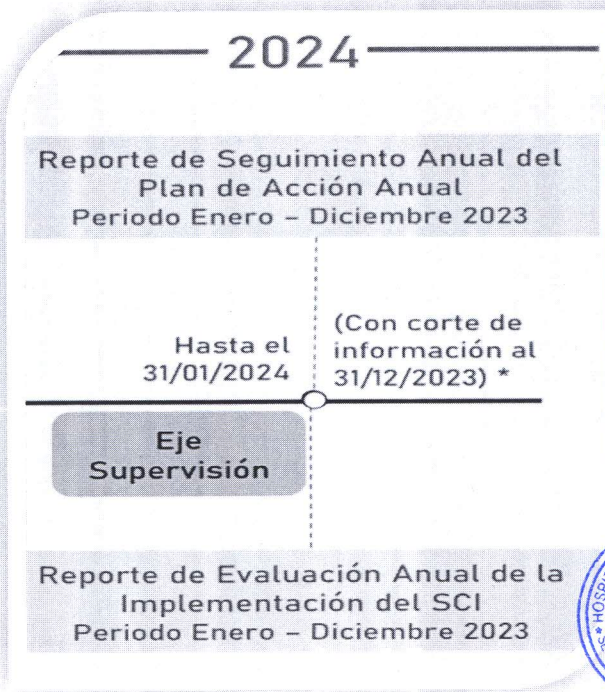 2024
Reporte de Seguimiento Anual del
Plan de Acción Anual
Periodo Enero – Diciembre 2023
Hasta el
31/01/2024
(Con corte de
información al
31/12/2023) *
Eje
Supervisión
Reporte de Evaluación Anual de la
Implementación del SCI
Periodo Enero – Diciembre 2023